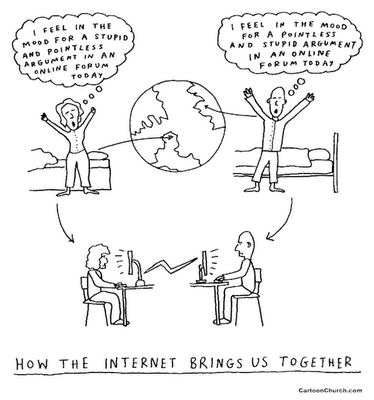 I FEEL IN THE
MOOD FOR A STUPID
AND POINTLESS
ARGUMENT IN AN
ONLINE FORUM
TODAY
I FEEL IN THE MOOD
FOR A POINTLESS
AND STUPID ARGUMENT
IN AN ONLINE
FORUM TODAY
HOW THE INTERNET BRINGS US TOGETHER
CartoonChurch.com